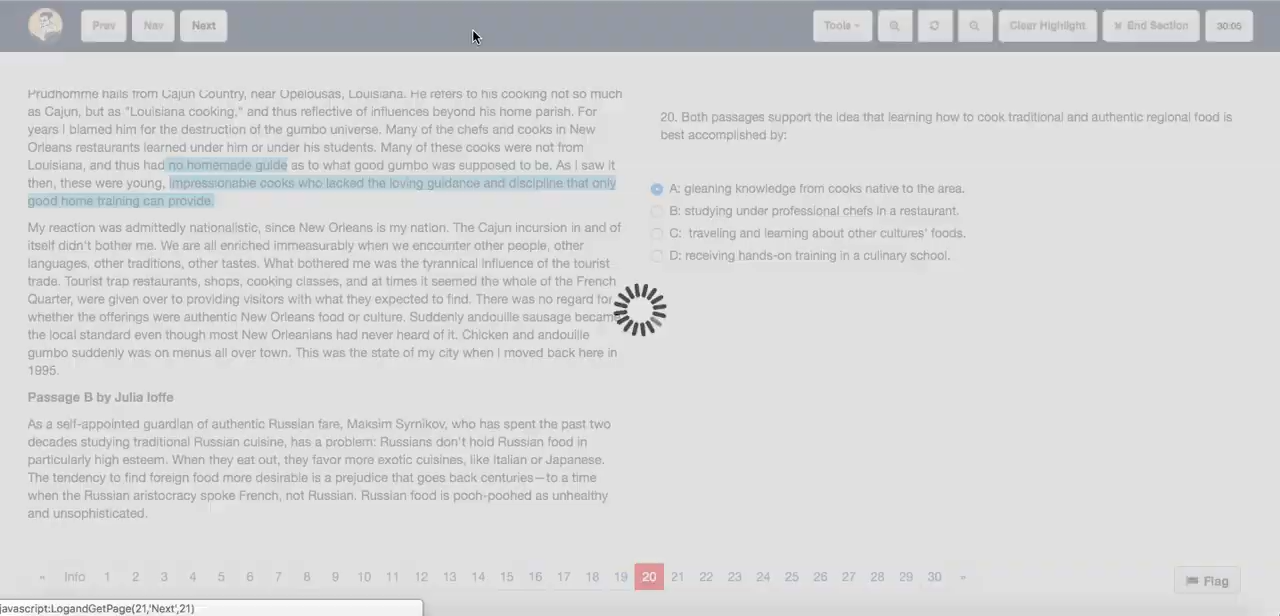 Prev
Nav
Next
Tools
Clear Highlight
× End Section
30:05
Prudhomme hails from Cajun Country, near Opelousas, Louisiana. He refers to his cooking not so much
as Cajun, but as "Louisiana cooking," and thus reflective of influences beyond his home parish. For
years I blamed him for the destruction of the gumbo universe. Many of the chefs and cooks in New
Orleans restaurants learned under him or under his students. Many of these cooks were not from
Louisiana, and thus had no homemade guide as to what good gumbo was supposed to be. As I saw it
then, these were young, impressionable cooks who lacked the loving guidance and discipline that only
good home training can provide.
My reaction was admittedly nationalistic, since New Orleans is my nation. The Cajun incursion in and of
itself didn't bother me. We are all enriched immeasurably when we encounter other people, other
languages, other traditions, other tastes. What bothered me was the tyrannical influence of the tourist
trade. Tourist trap restaurants, shops, cooking classes, and at times it seemed the whole of the French
Quarter, were given over to providing visitors with what they expected to find. There was no regard for
whether the offerings were authentic New Orleans food or culture. Suddenly andouille sausage became
the local standard even though most New Orleanians had never heard of it. Chicken and andouille
gumbo suddenly was on menus all over town. This was the state of my city when I moved back here in
1995.
Passage B by Julia Ioffe
As a self-appointed guardian of authentic Russian fare, Maksim Syrnikov, who has spent the past two
decades studying traditional Russian cuisine, has a problem: Russians don't hold Russian food in
particularly high esteem. When they eat out, they favor more exotic cuisines, like Italian or Japanese.
The tendency to find foreign food more desirable is a prejudice that goes back centuries—to a time
when the Russian aristocracy spoke French, not Russian. Russian food is pooh-poohed as unhealthy
and unsophisticated.
20. Both passages support the idea that learning how to cook traditional and authentic regional food is
best accomplished by:
A: gleaning knowledge from cooks native to the area.
B: studying under professional chefs in a restaurant.
C: traveling and learning about other cultures' foods.
D: receiving hands-on training in a culinary school.
« Info 1 2 3 4 5 6 7 8 9 10 11 12 13 14 15 16 17 18 19 20 21 22 23 24 25 26 27 28 29 30 »
Flag
javascript:LogandGetPage(21,'Next',21)